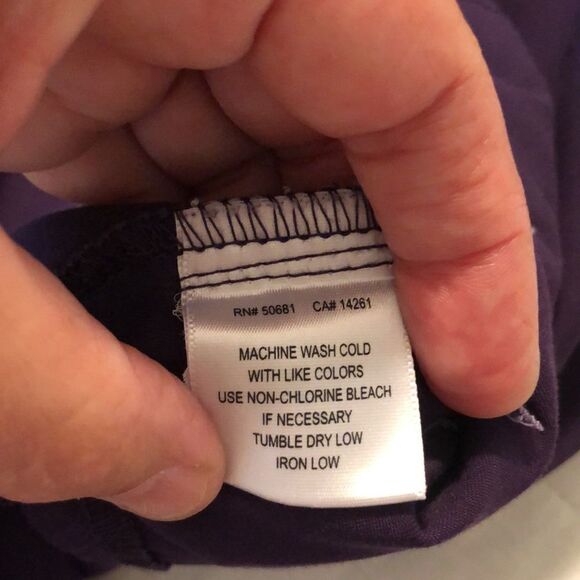 RN# 50681 CA# 14261
MACHINE WASH COLD
WITH LIKE COLORS
USE NON-CHLORINE BLEACH
IF NECESSARY
TUMBLE DRY LOW
IRON LOW